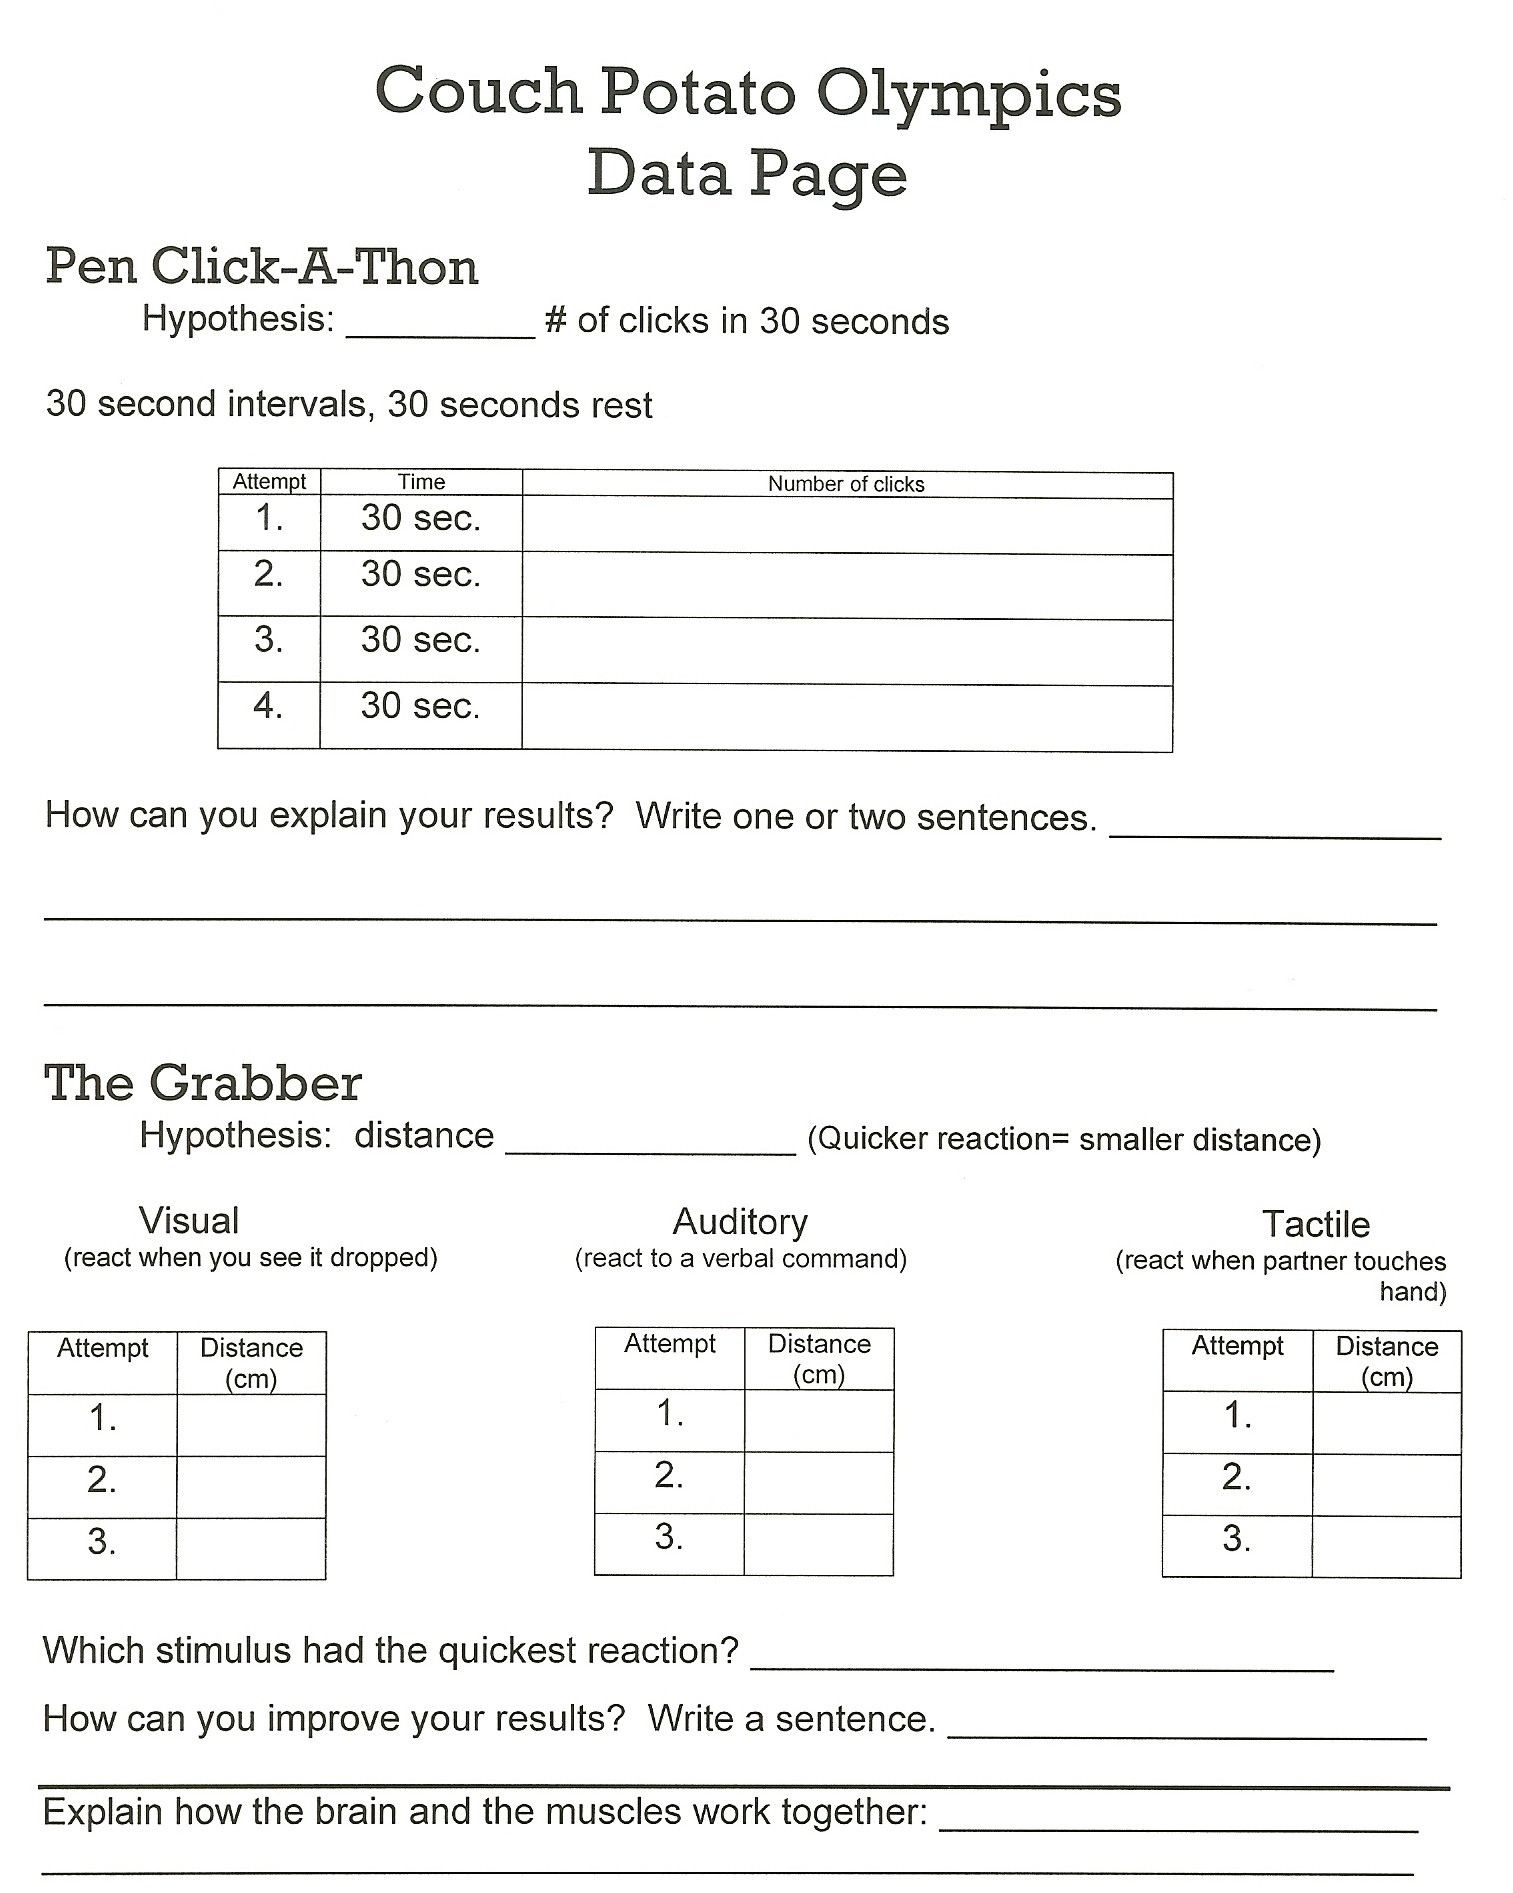 Couch Potato Olympics
Data Page
Pen Click-A-Thon
Hypothesis: __________ # of clicks in 30 seconds
30 second intervals, 30 seconds rest
Attempt Time Number of clicks
1. 30 sec.
2. 30 sec.
3. 30 sec.
4. 30 sec.
How can you explain your results? Write one or two sentences. __________
The Grabber
Hypothesis: distance __________ (Quicker reaction= smaller distance)
Visual Auditory Tactile
(react when you see it dropped) (react to a verbal command) (react when partner touches
hand)
Attempt Distance Attempt Distance Attempt Distance
(cm) (cm) (cm)
1. 1. 1.
2. 2. 2.
3. 3. 3.
Which stimulus had the quickest reaction? __________
How can you improve your results? Write a sentence. __________
Explain how the brain and the muscles work together: __________